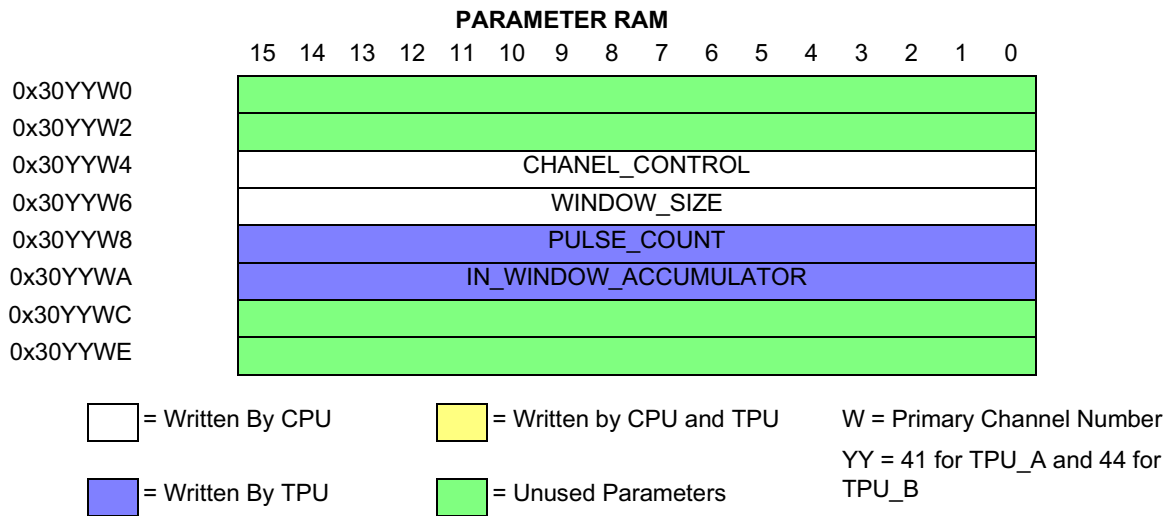 PARAMETER RAM
15 14 13 12 11 10 9 8 7 6 5 4 3 2 1 0
0x30YYW0
0x30YYW2
0x30YYW4 CHANEL_CONTROL
0x30YYW6 WINDOW_SIZE
0x30YYW8 PULSE_COUNT
0x30YYWA IN_WINDOW_ACCUMULATOR
0x30YYWC
0x30YYWE
= Written By CPU = Written by CPU and TPU W = Primary Channel Number
YY = 41 for TPU_A and 44 for
= Written By TPU = Unused Parameters TPU_B